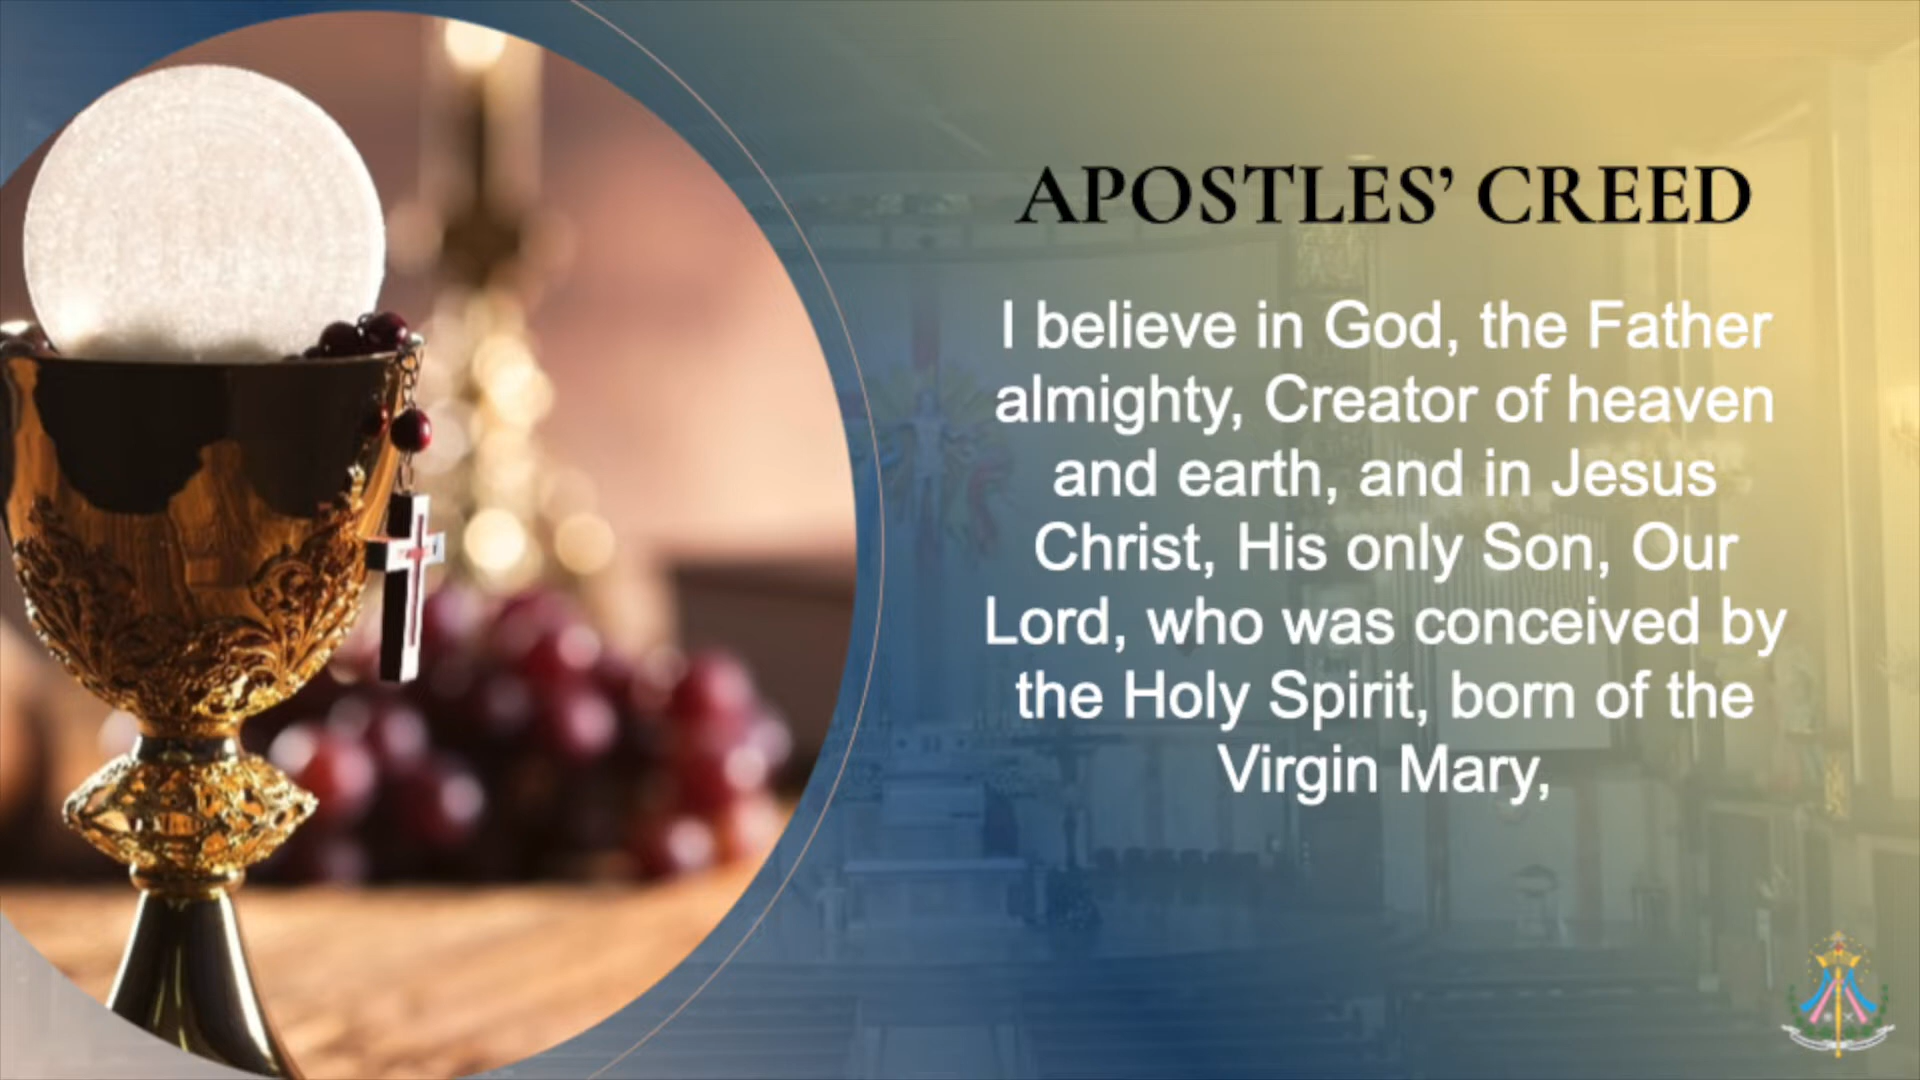 APOSTLES’ CREED
I believe in God, the Father
almighty, Creator of heaven
and earth, and in Jesus
Christ, His only Son, Our
Lord, who was conceived by
the Holy Spirit, born of the
Virgin Mary,